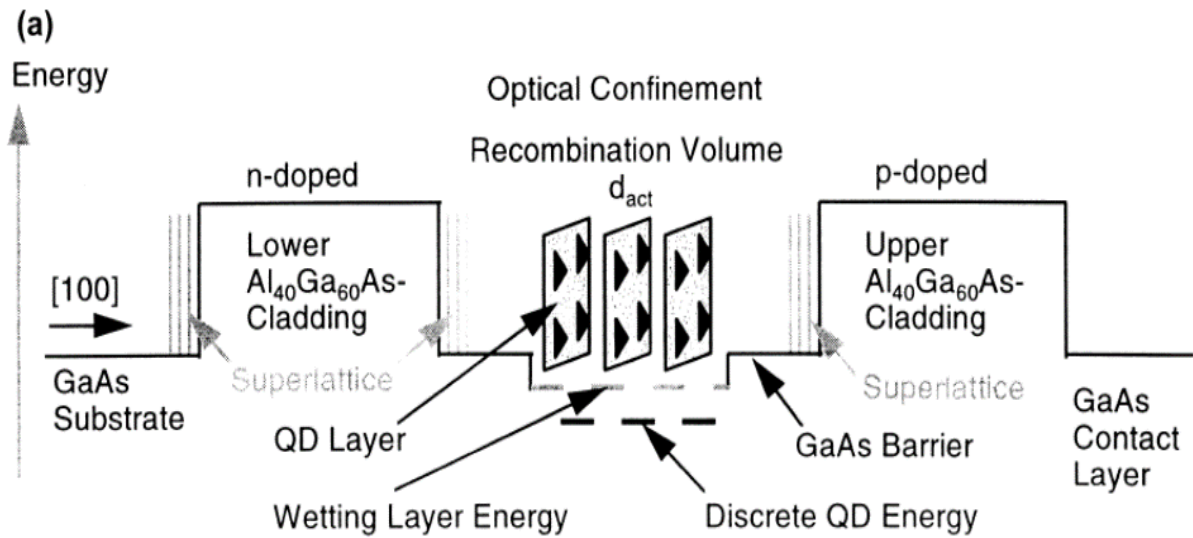 (a)
Energy
Optical Confinement
Recombination Volume
d_act
n-doped
p-doped
Lower
Al₄₀Ga₆₀As-
Cladding
Upper
Al₄₀Ga₆₀As-
Cladding
[100]
Superlattice
Superlattice
GaAs
Substrate
QD Layer
GaAs Barrier
GaAs
Contact
Layer
Wetting Layer Energy
Discrete QD Energy